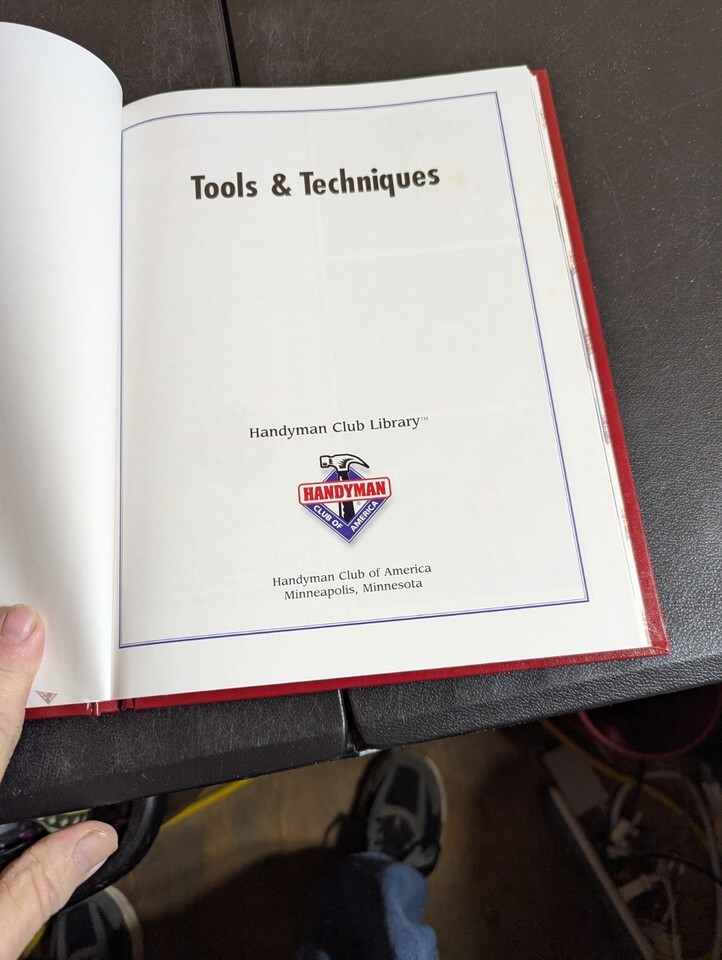 Tools & Techniques
Handyman Club Library™
HANDYMAN
CLUB OF AMERICA
Handyman Club of America
Minneapolis, Minnesota